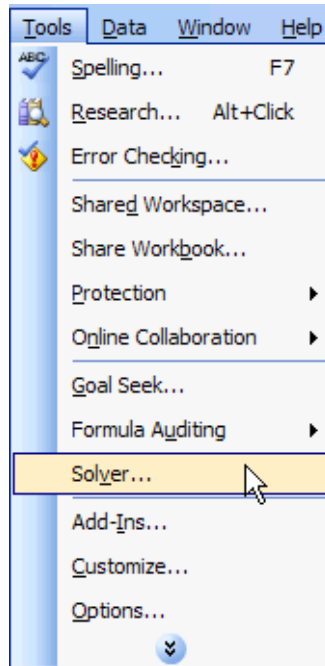 Tools Data Window Help
ABC Spelling... F7
Research... Alt+Click
Error Checking...
Shared Workspace...
Share Workbook...
Protection
Online Collaboration
Goal Seek...
Formula Auditing
Solver...
Add-Ins...
Customize...
Options...